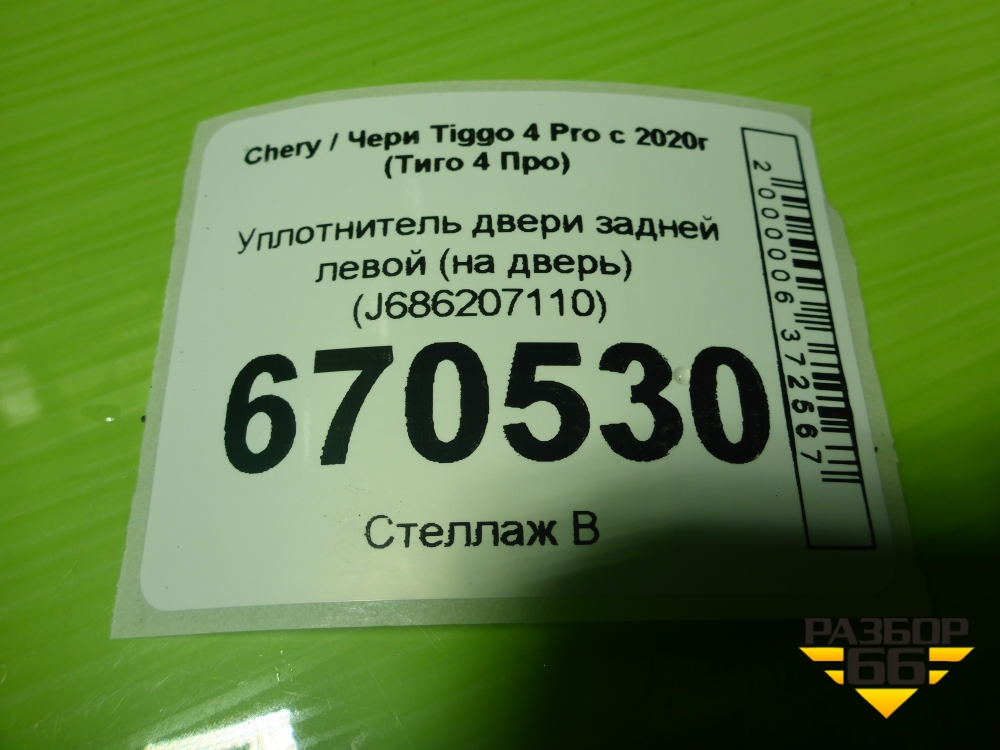 Chery / Чери Tiggo 4 Pro с 2020г
(Тиго 4 Про)
Уплотнитель двери задней
левой (на дверь)
(J686207110)
670530
Стеллаж В
2000006372567
РАЗБОР
66